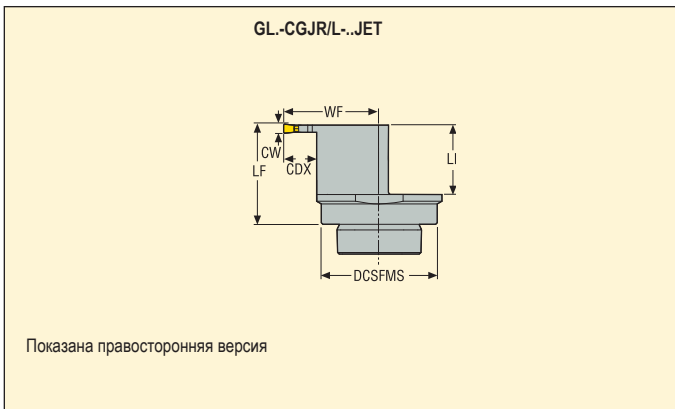 GL.-CGJR/L-..JET
WF
CW
CDX
LF
LI
DCSFMS
Показана правосторонняя версия